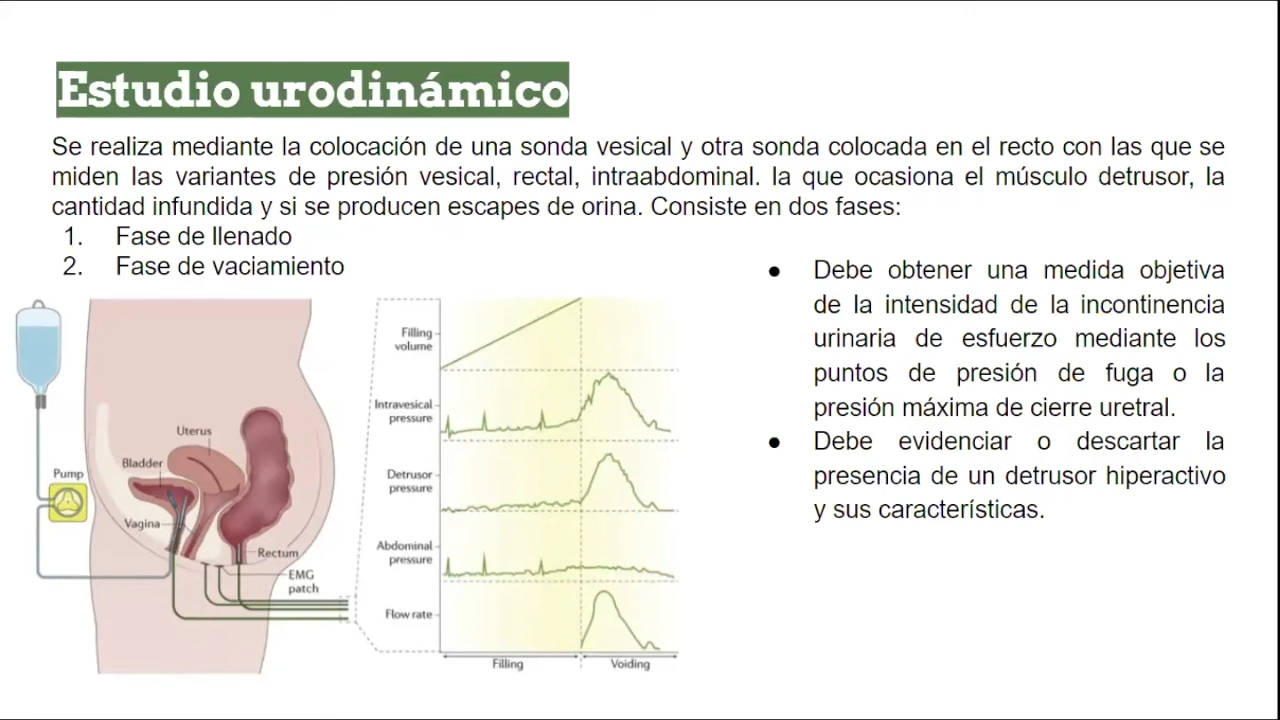 Estudio urodinámico
Se realiza mediante la colocación de una sonda vesical y otra sonda colocada en el recto con las que se
miden las variantes de presión vesical, rectal, intraabdominal. la que ocasiona el músculo detrusor, la
cantidad infundida y si se producen escapes de orina. Consiste en dos fases:
1. Fase de llenado
2. Fase de vaciamiento
● Debe obtener una medida objetiva
de la intensidad de la incontinencia
urinaria de esfuerzo mediante los
puntos de presión de fuga o la
presión máxima de cierre uretral.
● Debe evidenciar o descartar la
presencia de un detrusor hiperactivo
y sus características.
Uterus
Bladder
Pump
Vagina
Rectum
EMG
patch
Filling
volume
Intravesical
pressure
Detrusor
pressure
Abdominal
pressure
Flow rate
Filling
Voiding